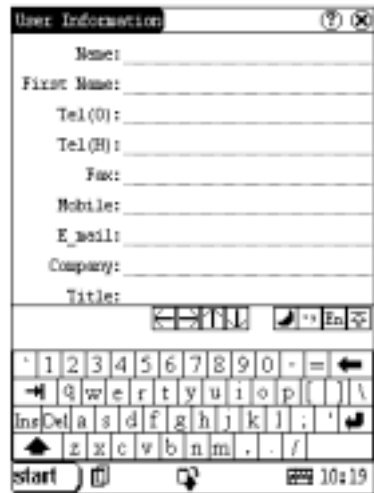 User Information
Name:
First Name:
Tel(O):
Tel(H):
Fax:
Mobile:
E_mail:
Company:
Title:
En
` 1 2 3 4 5 6 7 8 9 0 - =
q w e r t y u i o p [ ] \
Ins Del a s d f g h j k l ; '
z x c v b n m , . /
start 10:19